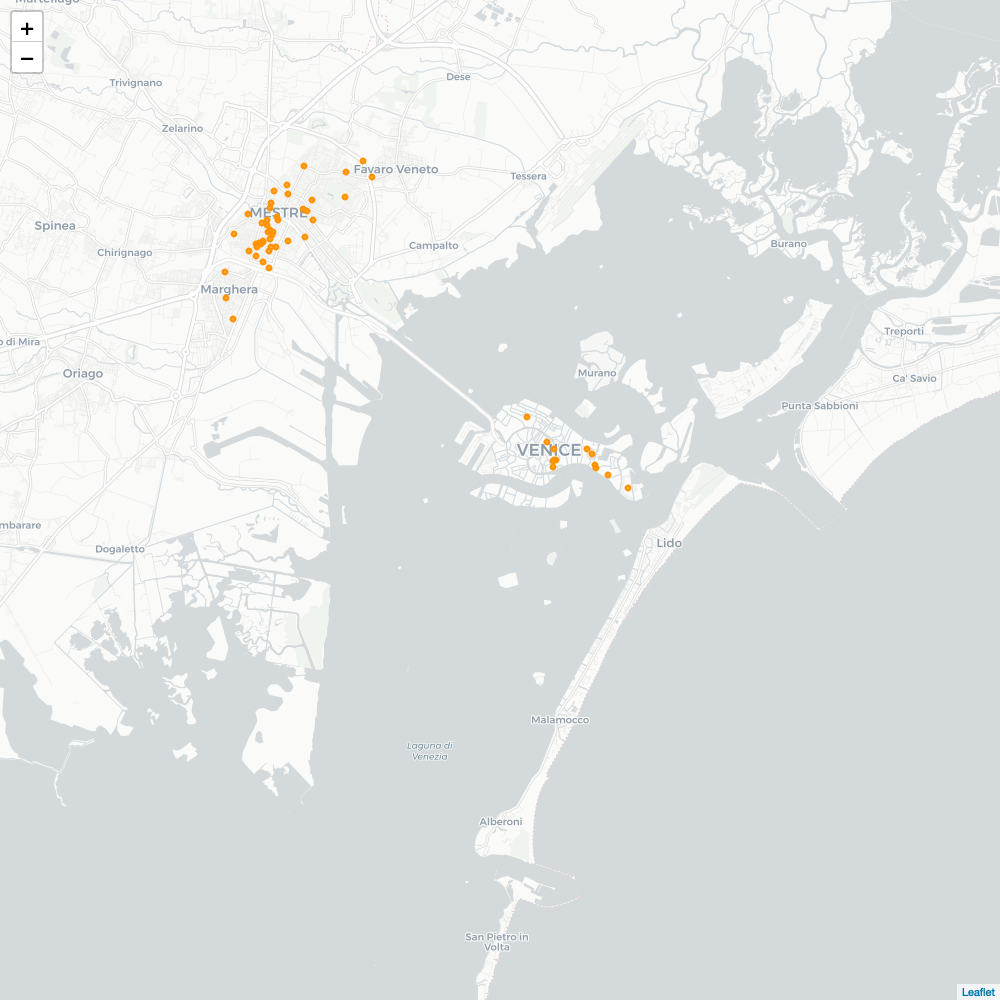 Martellago
+
−
Dese
Trivignano
Zelarino
Favaro Veneto
Tessera
MESTRE
Spinea
Chirignago
Campalto
Burano
Marghera
Treporti
o di Mira
Oriago
Murano
Ca' Savio
Punta Sabbioni
VENICE
mbarare
Dogaletto
Lido
Malamocco
Laguna di
Venezia
Alberoni
San Pietro in
Volta
Leaflet